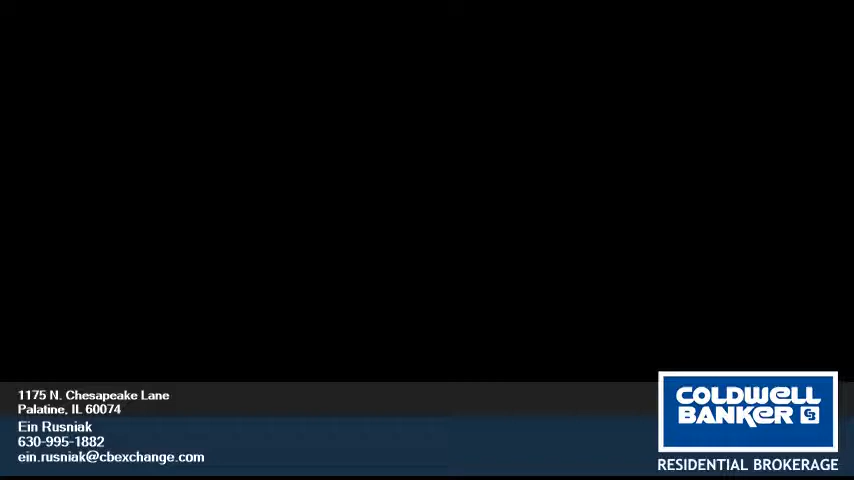 1175 N. Chesapeake Lane
Palatine, IL 60074
Ein Rusniak
630-995-1882
ein.rusniak@cbexchange.com
COLDWELL
BANKER CB
RESIDENTIAL BROKERAGE